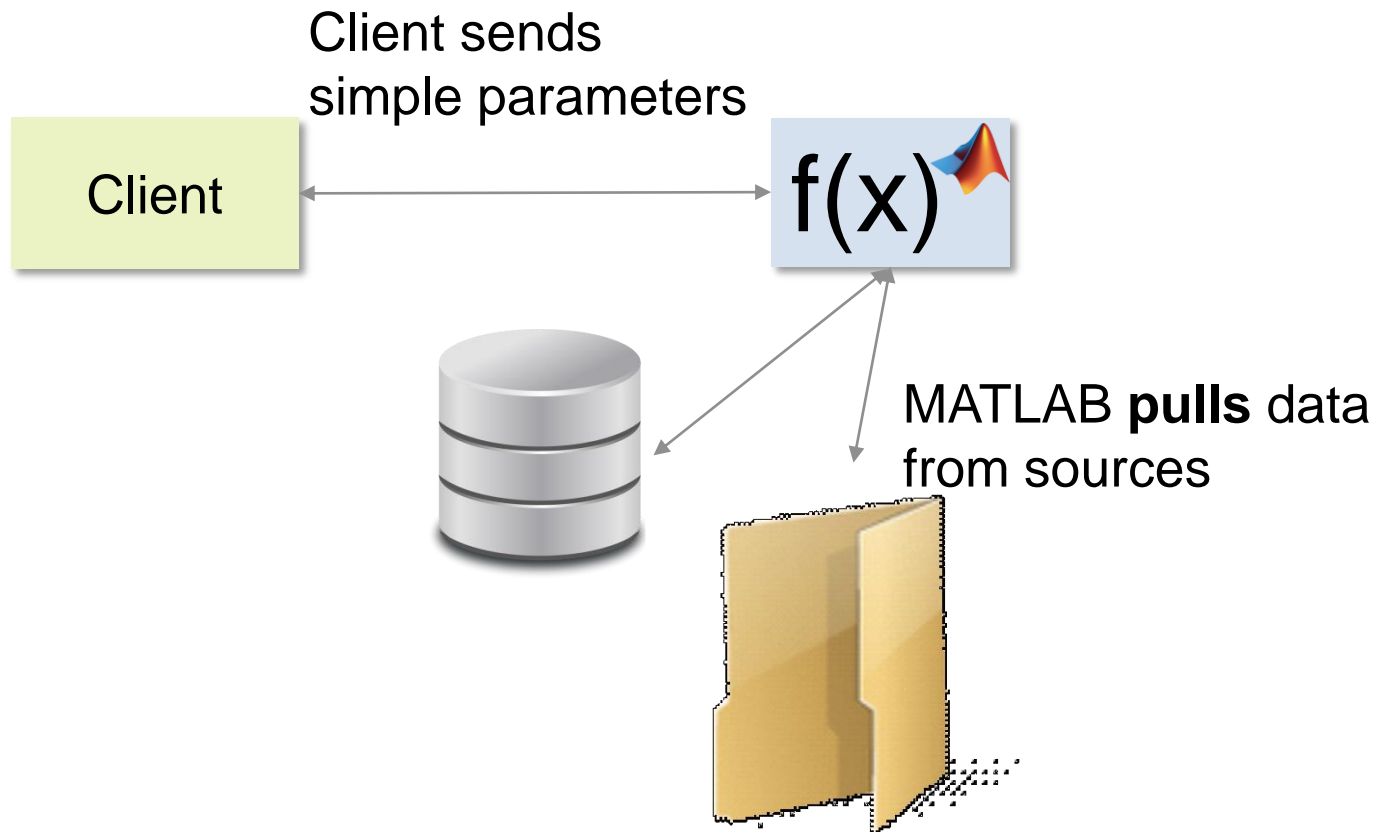 Client sends
simple parameters
Client
f(x)
MATLAB pulls data
from sources